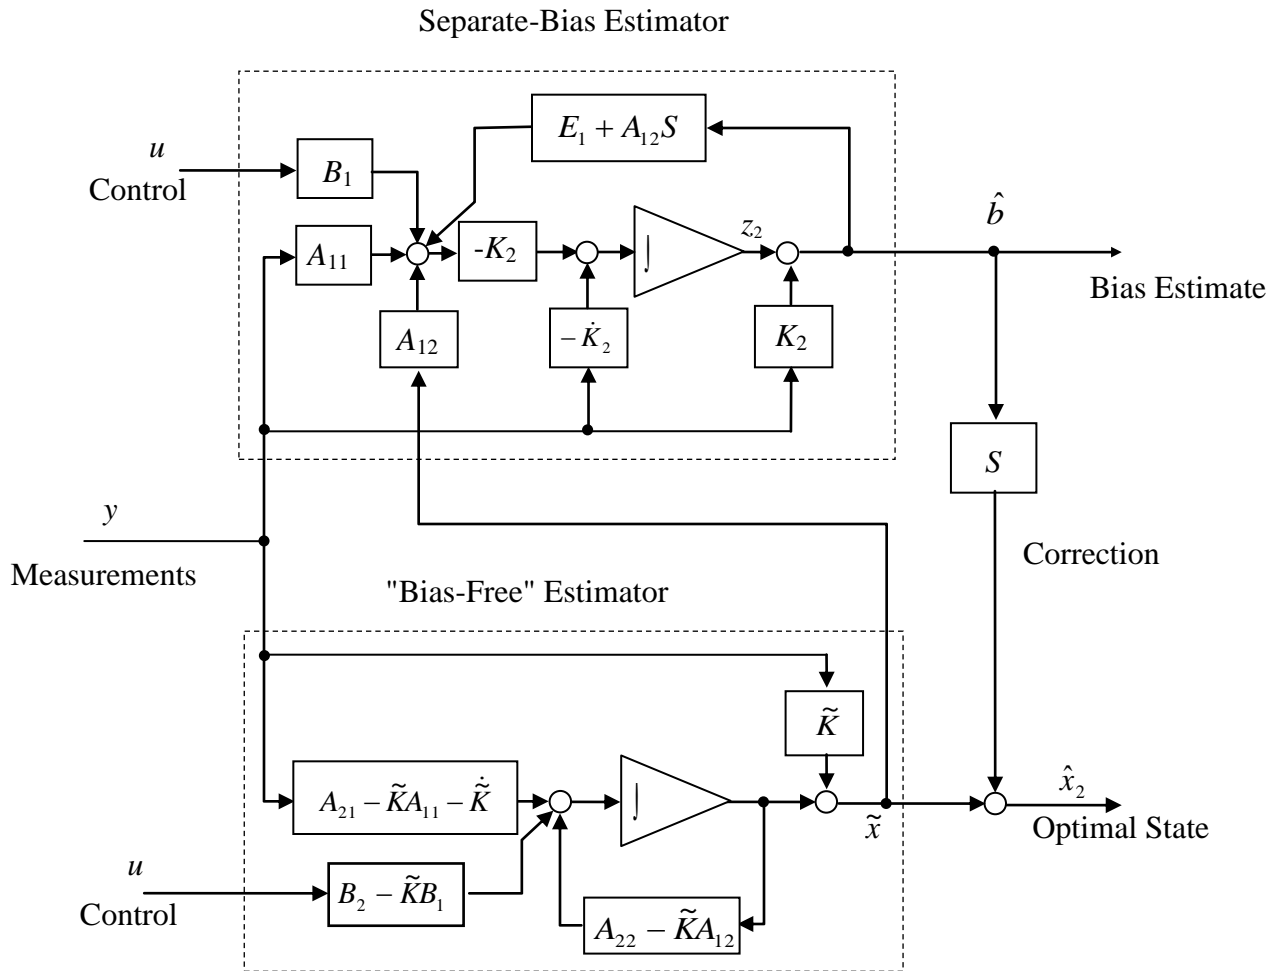 Separate-Bias Estimator
E₁ + A₁₂S
u
Control
B₁
b̂
z₂
A₁₁
-K₂
∫
Bias Estimate
A₁₂
− K̇₂
K₂
S
y
Measurements
Correction
"Bias-Free" Estimator
K̃
x̂₂
A₂₁ − K̃A₁₁ − K̃̇
∫
x̃
Optimal State
u
Control
B₂ − K̃B₁
A₂₂ − K̃A₁₂